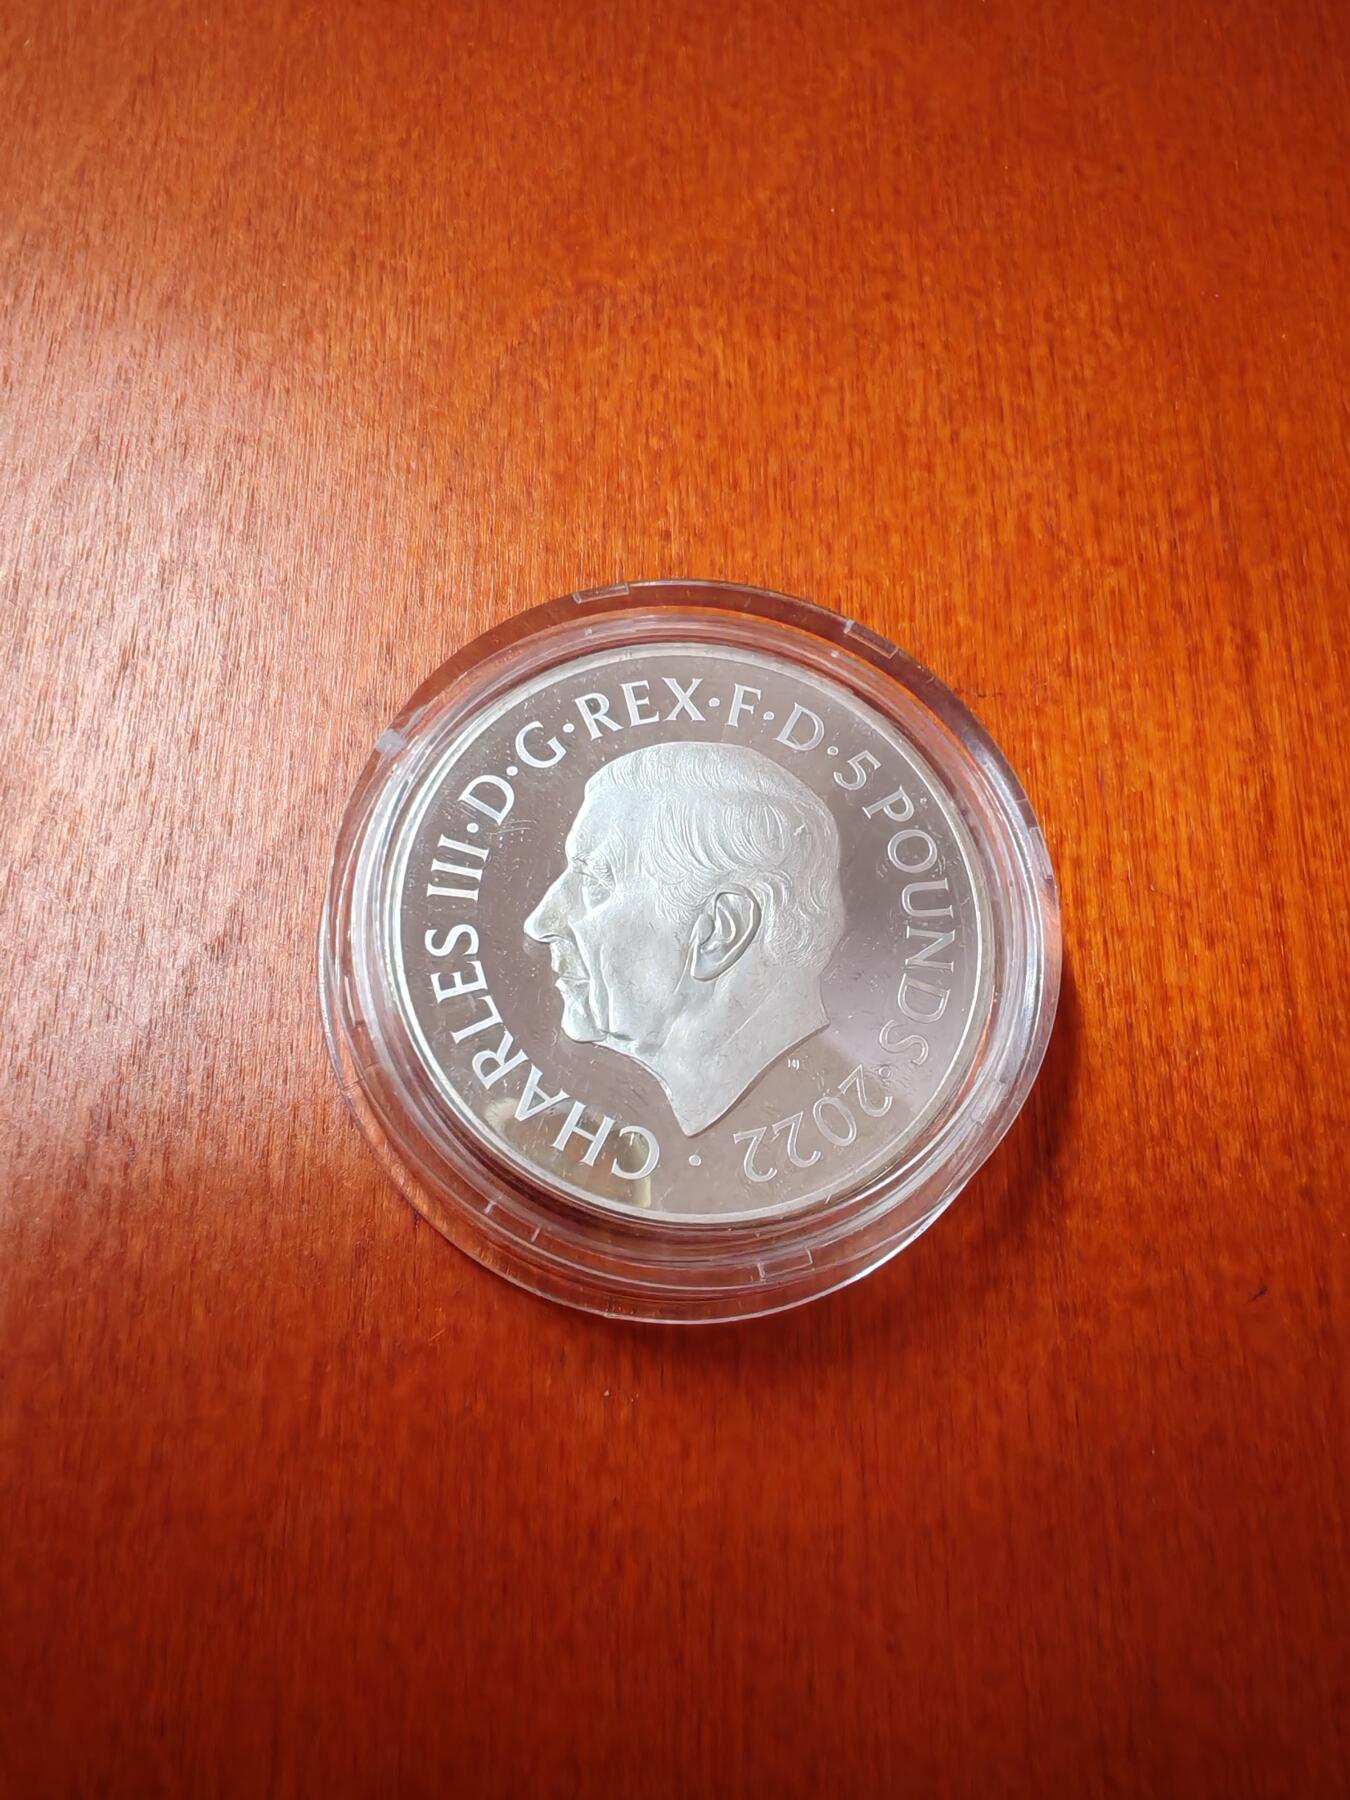 CHARLES III · D · G · REX · F · D · 5 POUNDS · 2022 ·